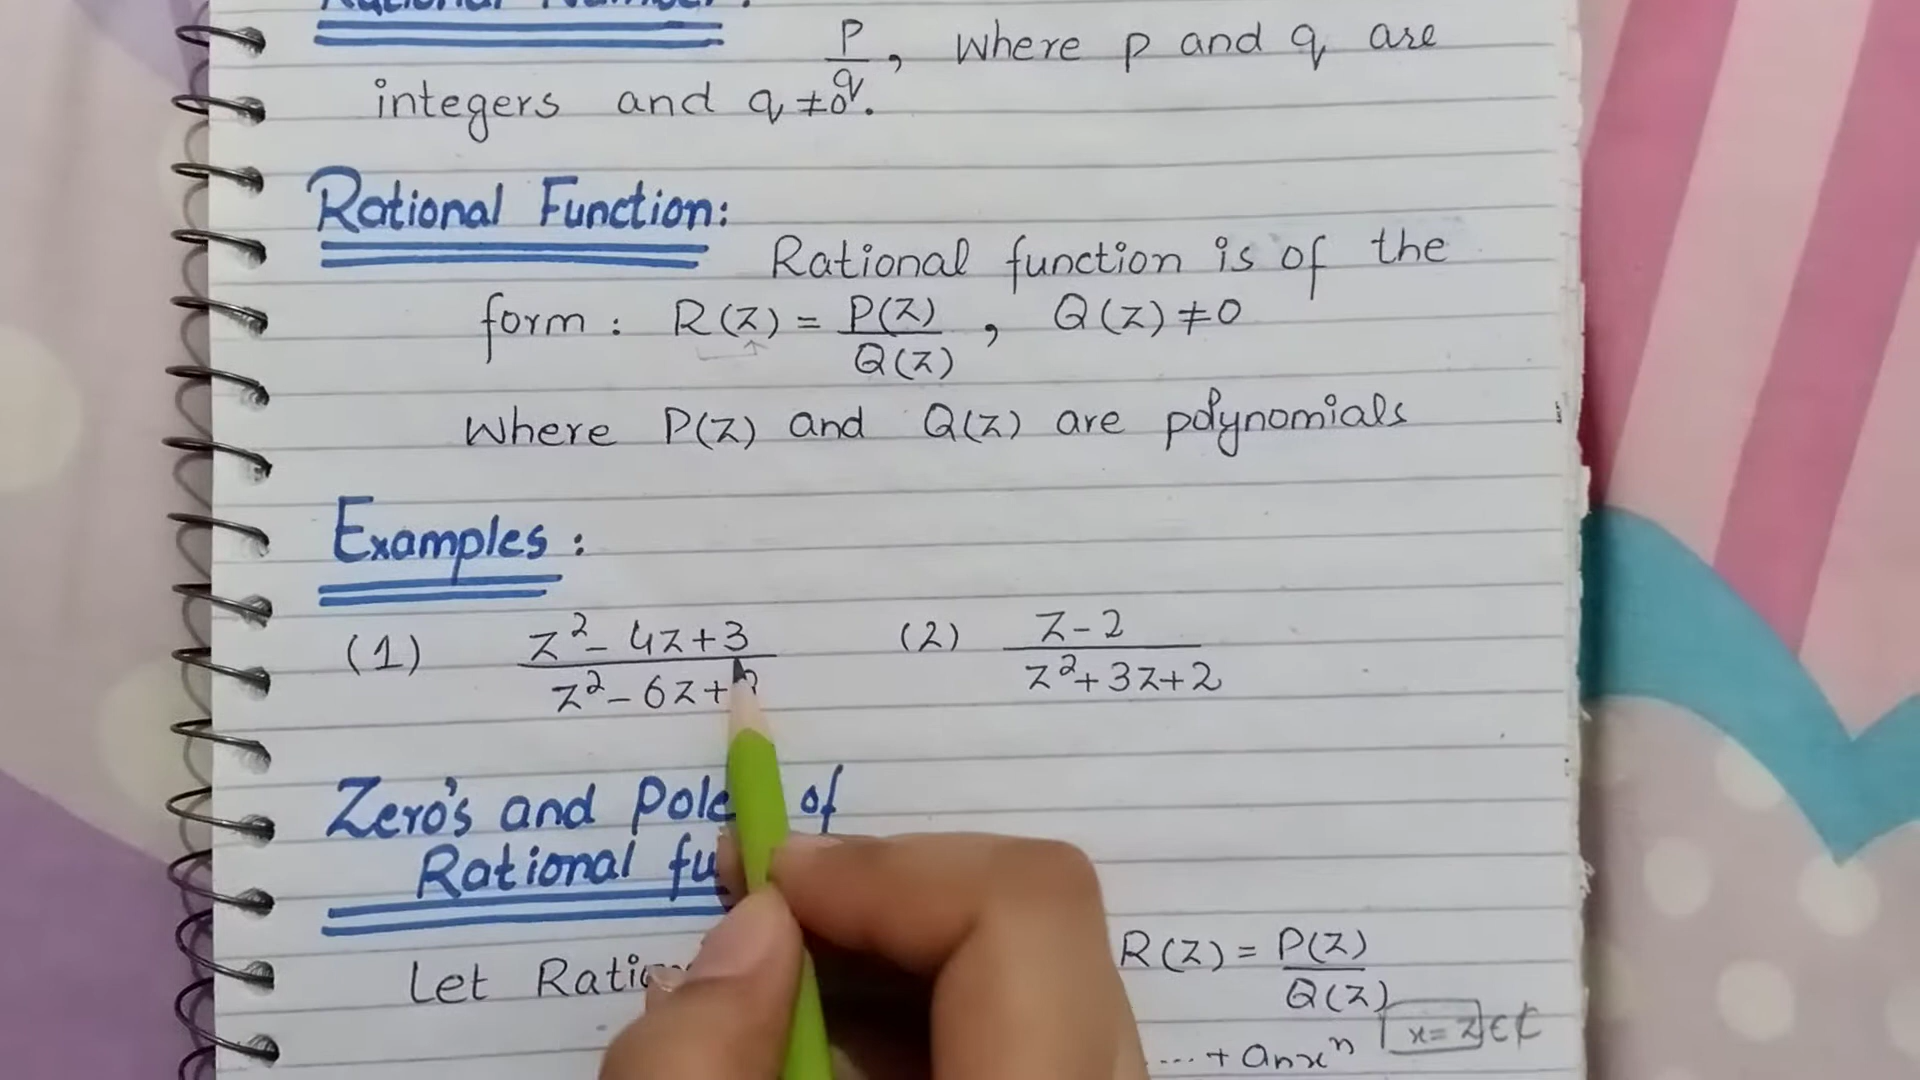 Rational Number:
p/q, where p and q are
integers and q ≠ 0.
Rational Function:
Rational function is of the
form: R(z) = P(z)/Q(z), Q(z) ≠ 0
where P(z) and Q(z) are polynomials
Examples:
(1) z² - 4z + 3 / z² - 6z + (2) z - 2 / z² + 3z + 2
Zero's and Pole of
Rational fu
Let R(z) = P(z)/Q(z)
x = z ∈ ₵
.... + aₙxⁿ